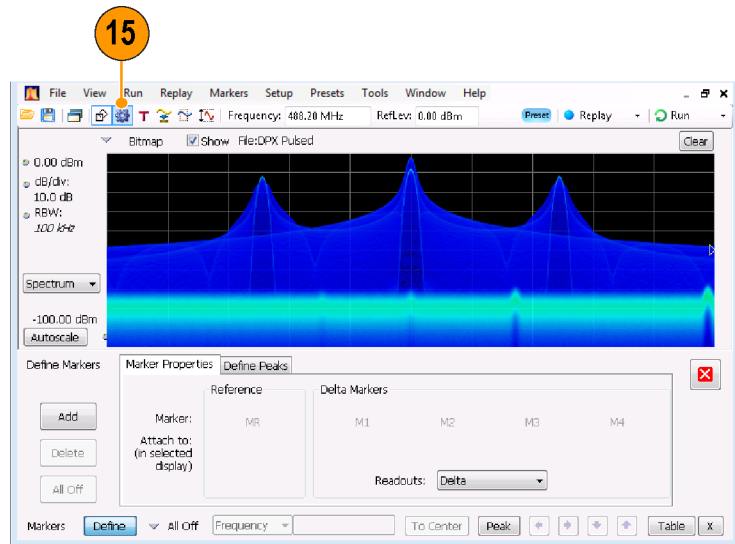 15
File View Run Replay Markers Setup Presets Tools Window Help
T Frequency: 488.20 MHz RefLev: 0.00 dBm Preset Replay Run
Bitmap Show File:DPX Pulsed Clear
0.00 dBm
dB/div:
10.0 dB
RBW:
100 kHz
Spectrum
-100.00 dBm
Autoscale
Define Markers Marker Properties Define Peaks
Reference Delta Markers
Add Marker: MR M1 M2 M3 M4
Attach to:
Delete (in selected
display)
Readouts: Delta
All Off
Markers Define All Off Frequency To Center Peak Table X